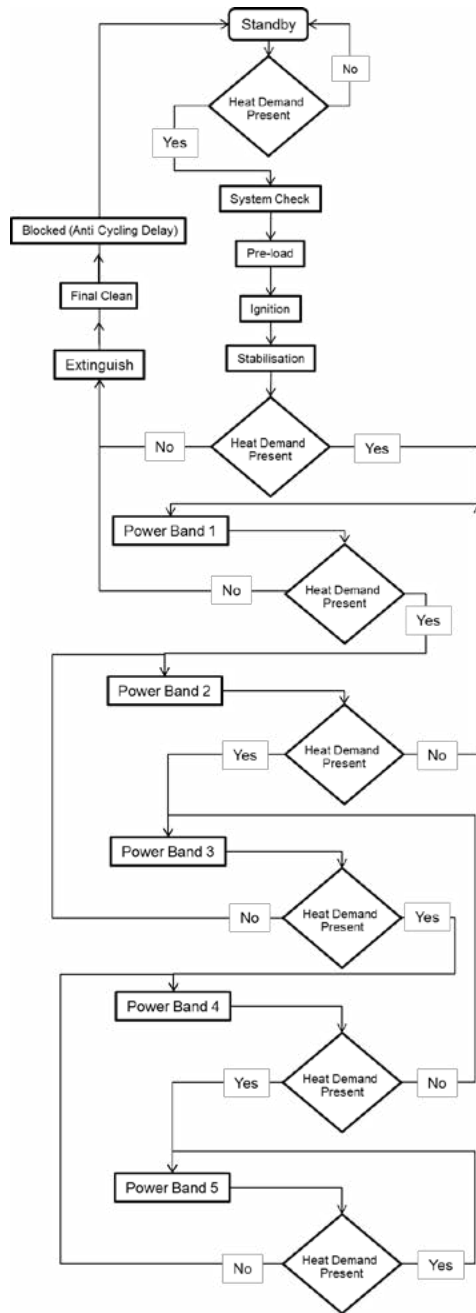 Standby
No
Heat Demand
Present
Yes
System Check
Blocked (Anti Cycling Delay)
Pre-load
Final Clean
Ignition
Stabilisation
Extinguish
No
Heat Demand
Present
Yes
Power Band 1
No
Heat Demand
Present
Yes
Power Band 2
Yes
Heat Demand
Present
No
Power Band 3
No
Heat Demand
Present
Yes
Power Band 4
Yes
Heat Demand
Present
No
Power Band 5
No
Heat Demand
Present
Yes